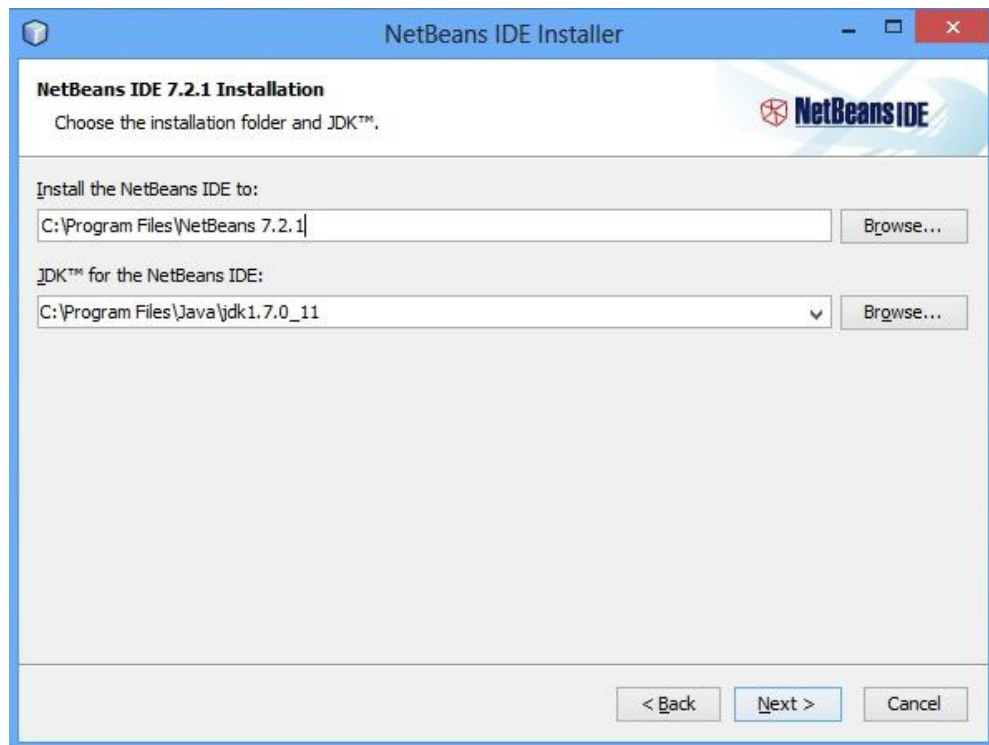 NetBeans IDE Installer
NetBeans IDE 7.2.1 Installation
Choose the installation folder and JDK™.
NetBeans IDE
Install the NetBeans IDE to:
C:\Program Files\NetBeans 7.2.1
Browse...
JDK™ for the NetBeans IDE:
C:\Program Files\Java\jdk1.7.0_11
Browse...
< Back
Next >
Cancel